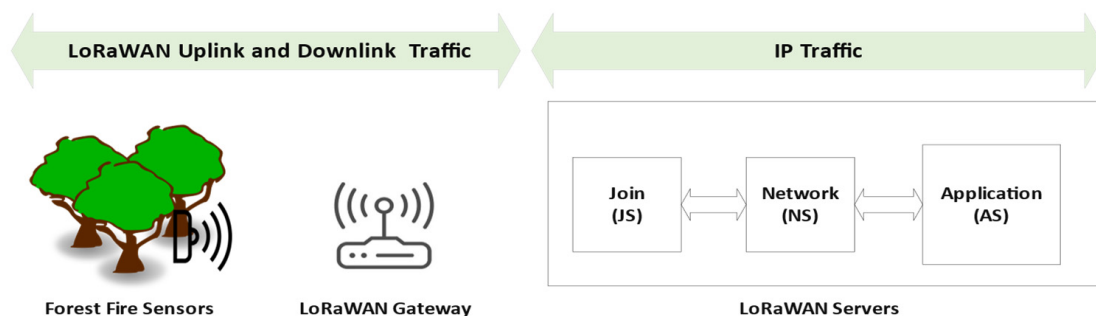 LoRaWAN Uplink and Downlink Traffic
IP Traffic
Join
(JS)
Network
(NS)
Application
(AS)
Forest Fire Sensors
LoRaWAN Gateway
LoRaWAN Servers